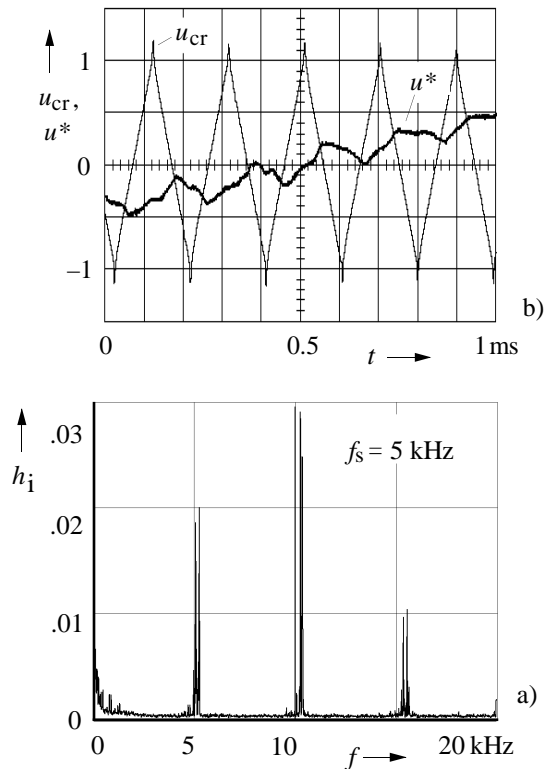 u_cr
1
u_cr, u*
u*
0
−1
b)
0 0.5 1 ms
t
.03
f_s = 5 kHz
h_i
.02
.01
a)
0
0 5 10 20 kHz
f